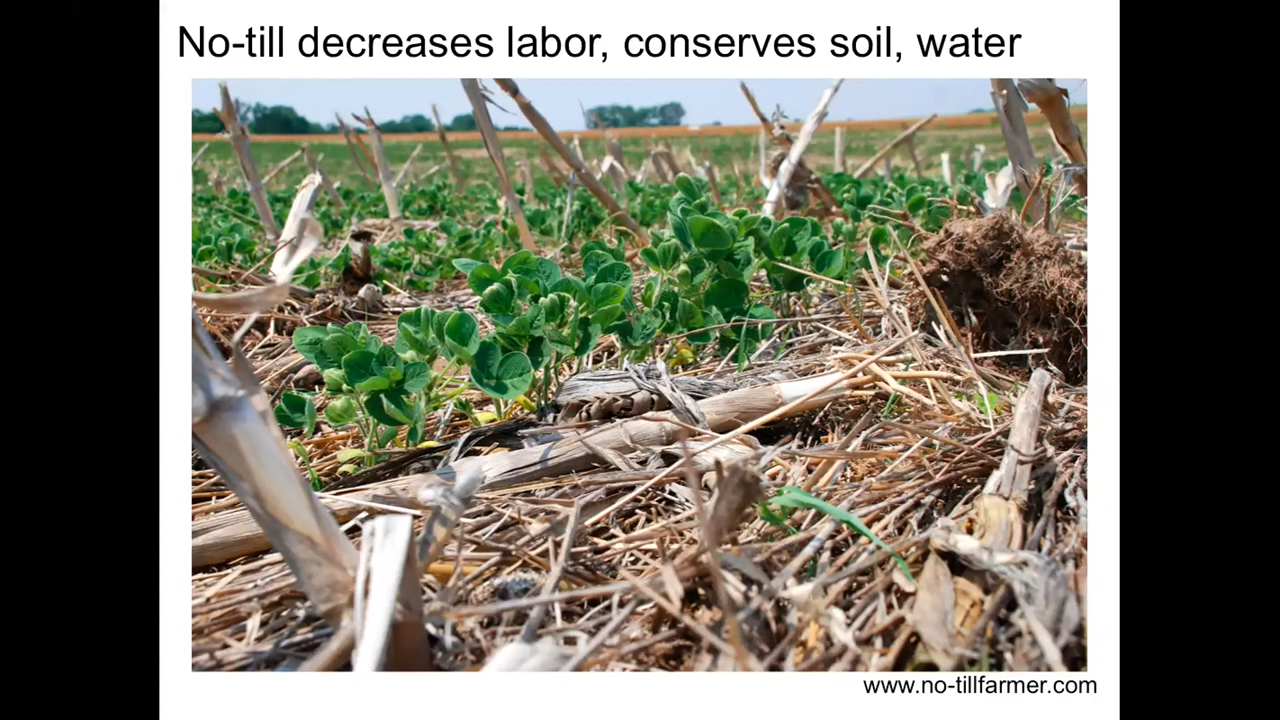 No-till decreases labor, conserves soil, water
www.no-tillfarmer.com